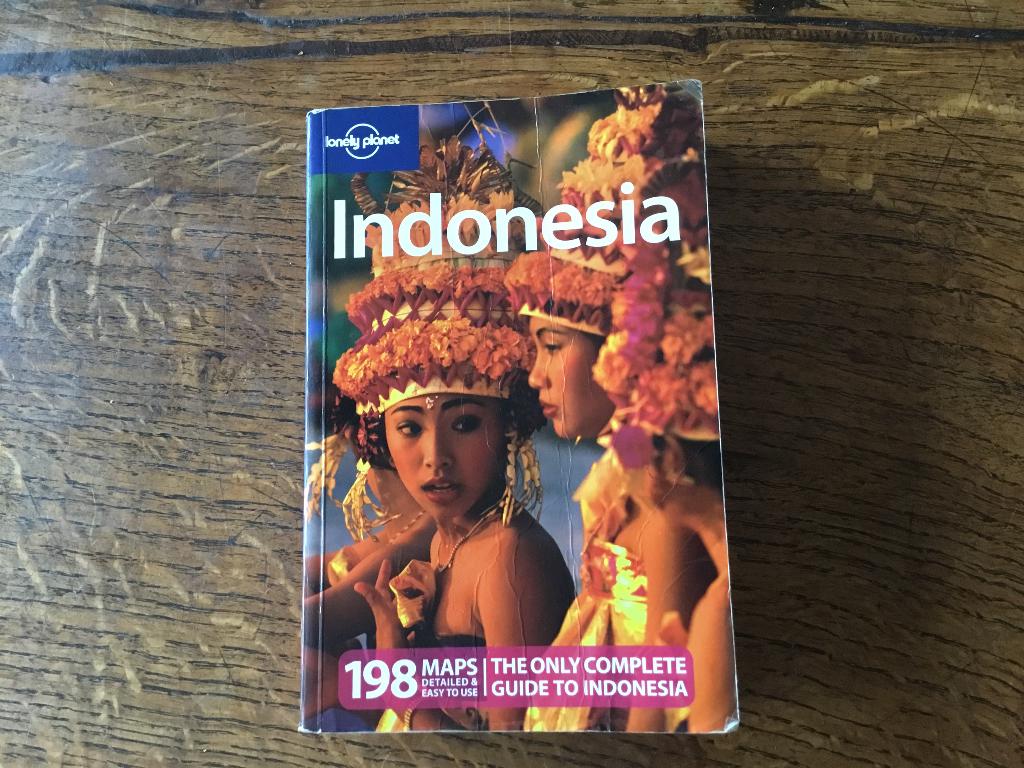 lonely planet
Indonesia
198 MAPS
DETAILED &
EASY TO USE
THE ONLY COMPLETE
GUIDE TO INDONESIA